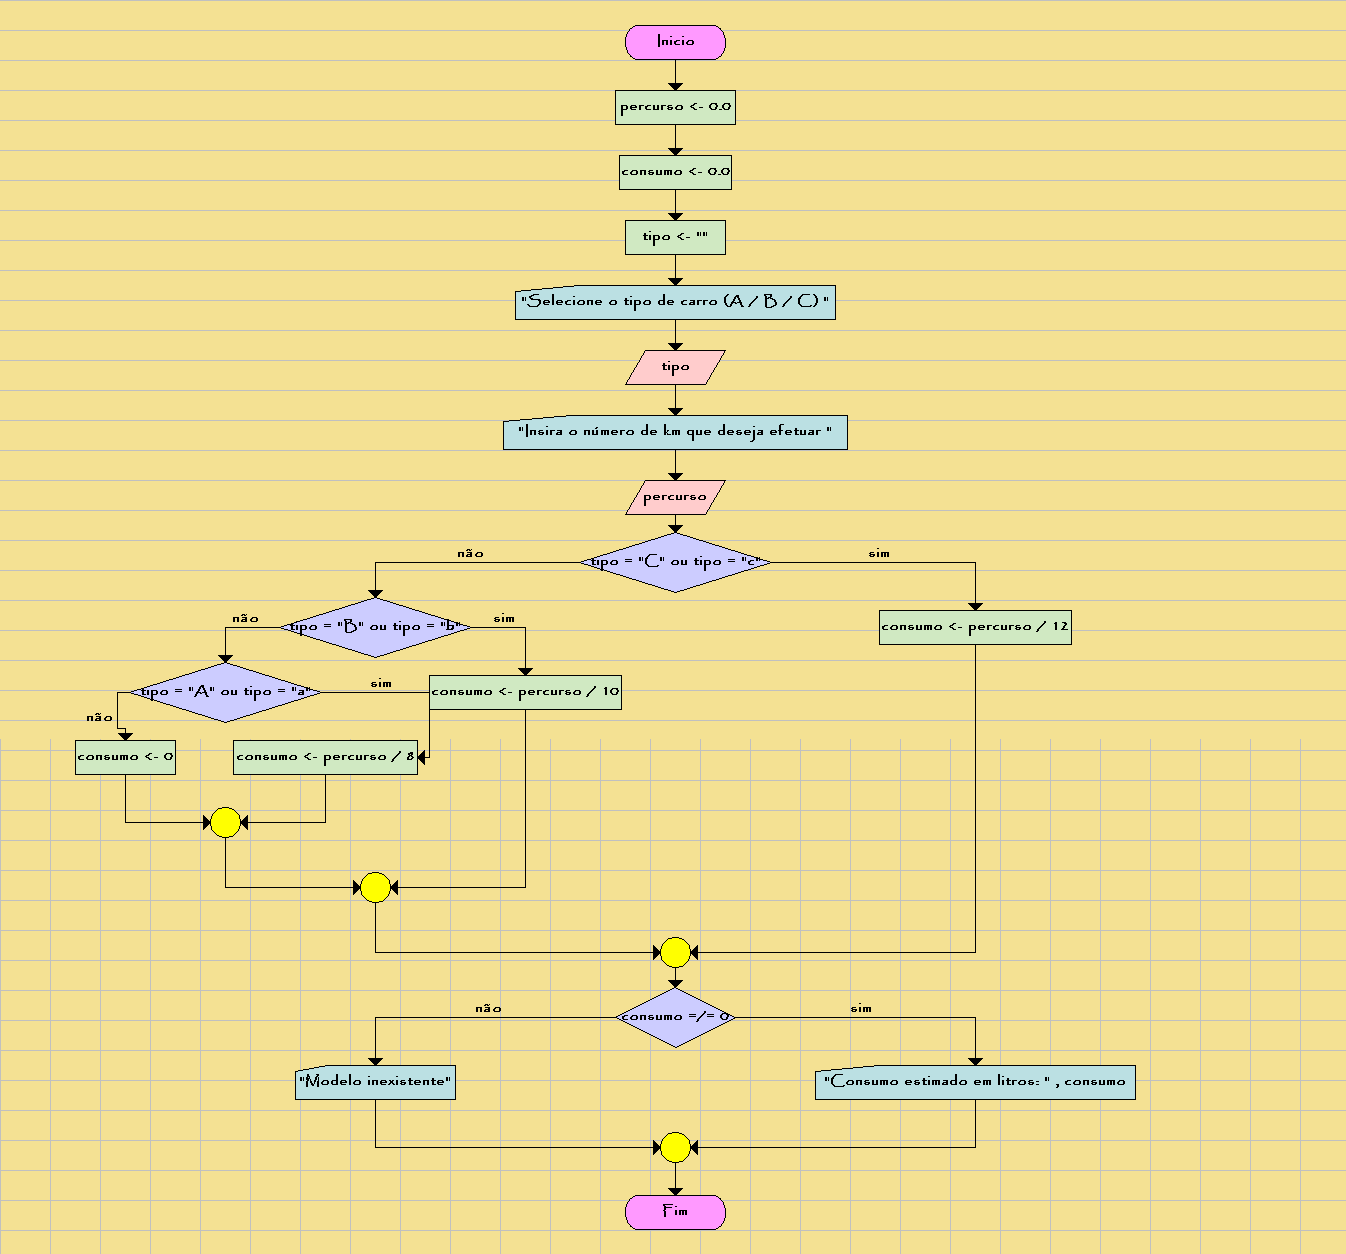 Inicio
percurso <- 0.0
consumo <- 0.0
tipo <- ""
"Selecione o tipo de carro (A / B / C) "
tipo
"Insira o número de km que deseja efetuar "
percurso
não
tipo = "C" ou tipo = "c"
sim
não
tipo = "B" ou tipo = "b"
sim
consumo <- percurso / 12
não
tipo = "A" ou tipo = "a"
sim
consumo <- percurso / 10
consumo <- 0
consumo <- percurso / 8
não
consumo =/= 0
sim
"Modelo inexistente"
"Consumo estimado em litros: " , consumo
Fim